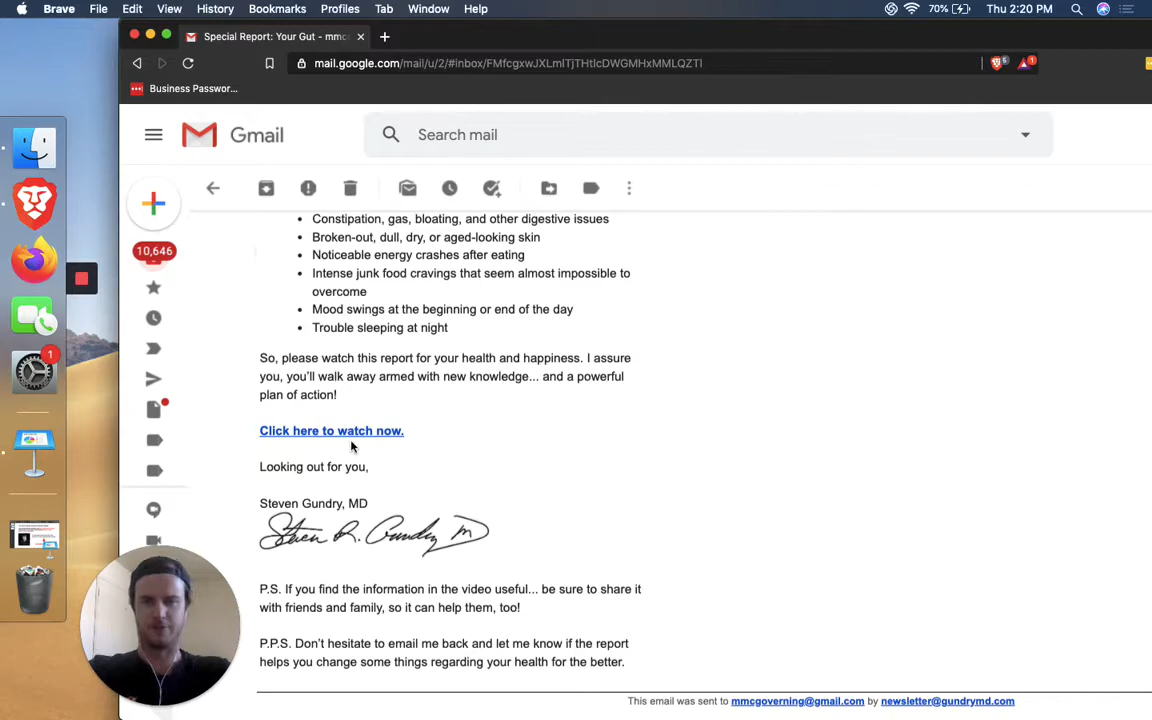 Brave File Edit View History Bookmarks Profiles Tab Window Help 70% Thu 2:20 PM
Special Report: Your Gut - mmc
mail.google.com/mail/u/2/#inbox/FMfcgxwJXLmlTjTHtlcDWGMHxMMLQZTl 6 1
Business Passwor...
Gmail Search mail
10,646
1
• Constipation, gas, bloating, and other digestive issues
• Broken-out, dull, dry, or aged-looking skin
• Noticeable energy crashes after eating
• Intense junk food cravings that seem almost impossible to
overcome
• Mood swings at the beginning or end of the day
• Trouble sleeping at night
So, please watch this report for your health and happiness. I assure
you, you’ll walk away armed with new knowledge... and a powerful
plan of action!
Click here to watch now.
Looking out for you,
Steven Gundry, MD
Steven R. Gundry MD
P.S. If you find the information in the video useful... be sure to share it
with friends and family, so it can help them, too!
P.P.S. Don’t hesitate to email me back and let me know if the report
helps you change some things regarding your health for the better.
This email was sent to mmcgoverning@gmail.com by newsletter@gundrymd.com